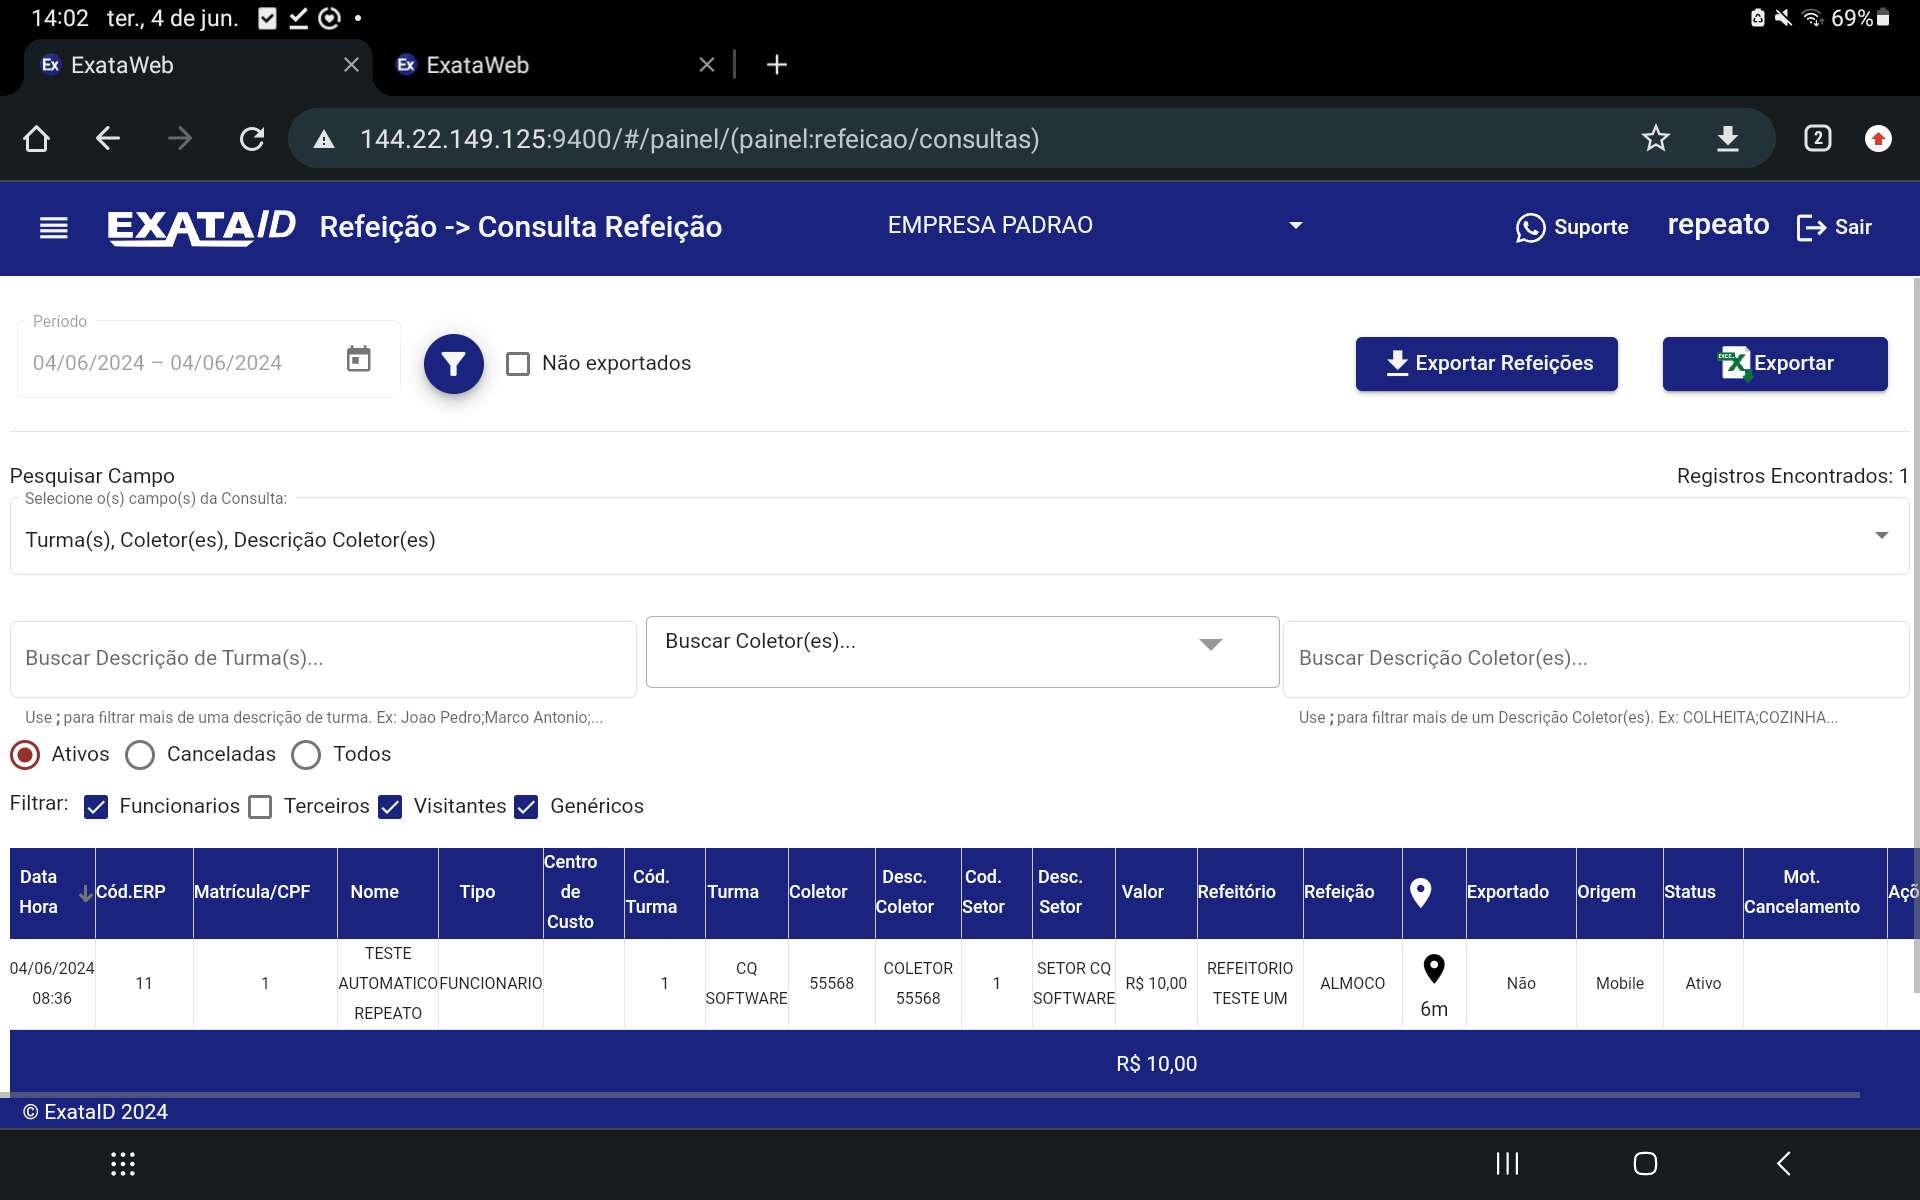 14:02 ter., 4 de jun. 69%
Ex ExataWeb Ex ExataWeb
144.22.149.125:9400/#/painel/(painel:refeicao/consultas) 2
EXATA/ID Refeição -> Consulta Refeição EMPRESA PADRAO Suporte repeato Sair
Período
04/06/2024 – 04/06/2024 Não exportados Exportar Refeições Exportar
Pesquisar Campo Registros Encontrados: 1
Selecione o(s) campo(s) da Consulta:
Turma(s), Coletor(es), Descrição Coletor(es)
Buscar Descrição de Turma(s)... Buscar Coletor(es)... Buscar Descrição Coletor(es)...
Use ; para filtrar mais de uma descrição de turma. Ex: Joao Pedro;Marco Antonio;... Use ; para filtrar mais de um Descrição Coletor(es). Ex: COLHEITA;COZINHA...
Ativos Canceladas Todos
Filtrar: Funcionarios Terceiros Visitantes Genéricos
Data Hora Cód.ERP Matrícula/CPF Nome Tipo Centro de Custo Cód. Turma Turma Coletor Desc. Coletor Cod. Setor Desc. Setor Valor Refeitório Refeição Exportado Origem Status Mot. Cancelamento Açõ
04/06/2024 08:36 11 1 TESTE AUTOMATICO REPEATO FUNCIONARIO 1 CQ SOFTWARE 55568 COLETOR 55568 1 SETOR CQ SOFTWARE R$ 10,00 REFEITORIO TESTE UM ALMOCO 6m Não Mobile Ativo
R$ 10,00
© ExataID 2024